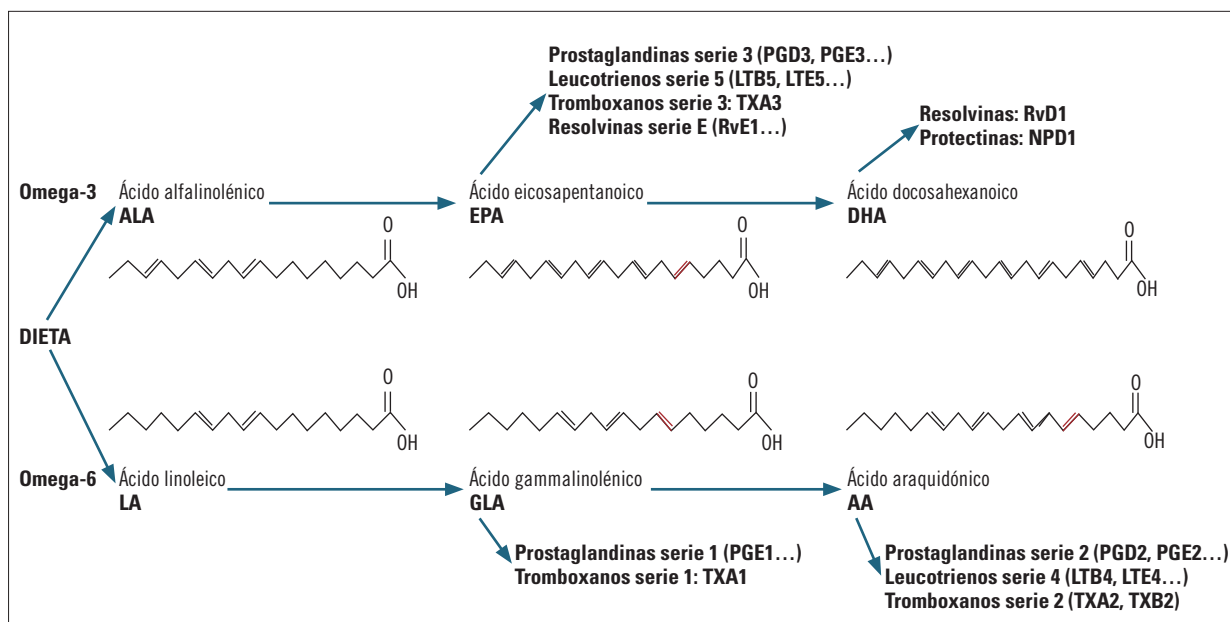 Prostaglandinas serie 3 (PGD3, PGE3…)
Leucotrienos serie 5 (LTB5, LTE5…)
Tromboxanos serie 3: TXA3
Resolvinas serie E (RvE1…)
Resolvinas: RvD1
Protectinas: NPD1
Omega-3
Ácido alfalinolénico
ALA
Ácido eicosapentanoico
EPA
Ácido docosahexanoico
DHA
O
OH
O
OH
O
OH
DIETA
O
OH
O
OH
O
OH
Omega-6
Ácido linoleico
LA
Ácido gammalinolénico
GLA
Ácido araquidónico
AA
Prostaglandinas serie 1 (PGE1…)
Tromboxanos serie 1: TXA1
Prostaglandinas serie 2 (PGD2, PGE2…)
Leucotrienos serie 4 (LTB4, LTE4…)
Tromboxanos serie 2 (TXA2, TXB2)